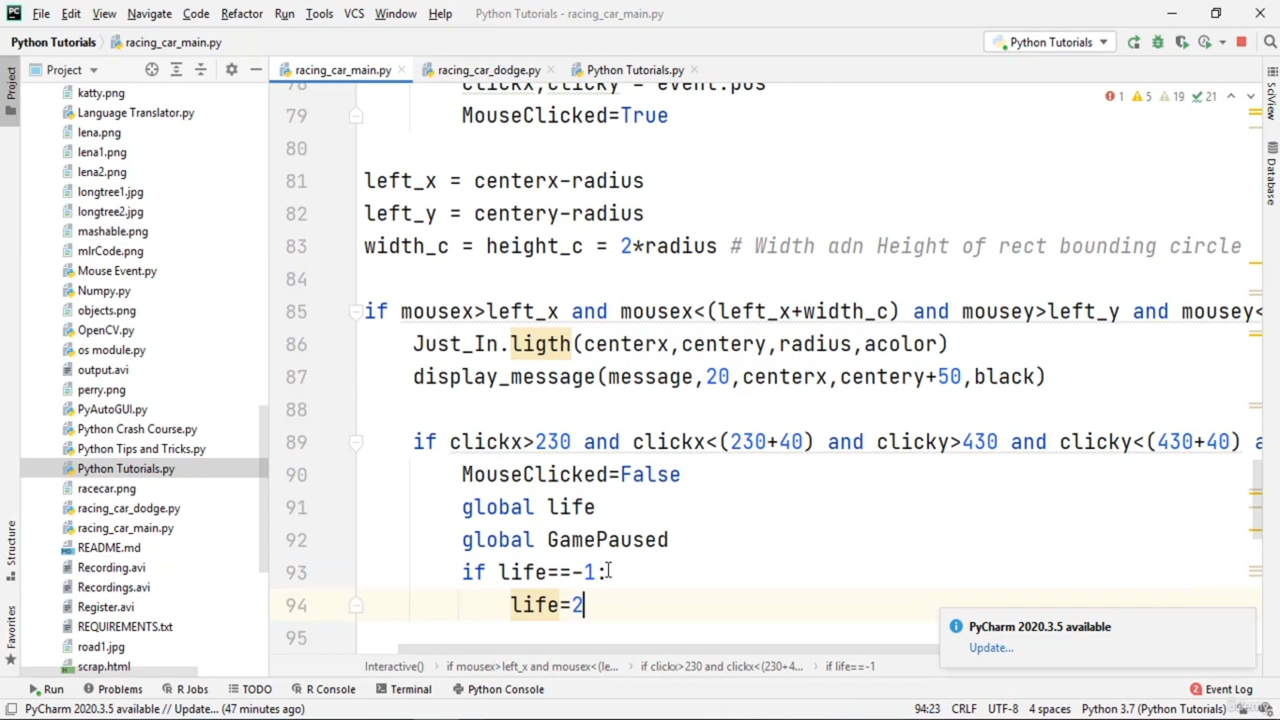 File Edit View Navigate Code Refactor Run Tools VCS Window Help Python Tutorials - racing_car_main.py
Python Tutorials racing_car_main.py Python Tutorials
Project racing_car_main.py racing_car_dodge.py Python Tutorials.py
Project
Structure
Favorites
SciView
Database
katty.png
Language Translator.py
lena.png
lena1.png
lena2.png
longtree1.jpg
longtree2.jpg
mashable.png
mlrCode.png
Mouse Event.py
Numpy.py
objects.png
OpenCV.py
os module.py
output.avi
perry.png
PyAutoGUI.py
Python Crash Course.py
Python Tips and Tricks.py
Python Tutorials.py
racecar.png
racing_car_dodge.py
racing_car_main.py
README.md
Recording.avi
Recordings.avi
Register.avi
REQUIREMENTS.txt
road1.jpg
scrap.html
1 5 19 21
78 clickx,clicky = event.pos
79 MouseClicked=True
80
81 left_x = centerx-radius
82 left_y = centery-radius
83 width_c = height_c = 2*radius # Width adn Height of rect bounding circle
84
85 if mousex>left_x and mousex<(left_x+width_c) and mousey>left_y and mousey<
86 Just_In.ligth(centerx,centery,radius,acolor)
87 display_message(message,20,centerx,centery+50,black)
88
89 if clickx>230 and clickx<(230+40) and clicky>430 and clicky<(430+40) a
90 MouseClicked=False
91 global life
92 global GamePaused
93 if life==-1:
94 life=2
95
PyCharm 2020.3.5 available
Update...
Interactive() if mousex>left_x and mousex<(le... if clickx>230 and clickx<(230+4... if life==-1
Run Problems R Jobs TODO R Console Terminal Python Console Event Log
PyCharm 2020.3.5 available // Update... (47 minutes ago) 94:23 CRLF UTF-8 4 spaces Python 3.7 (Python Tutorials)